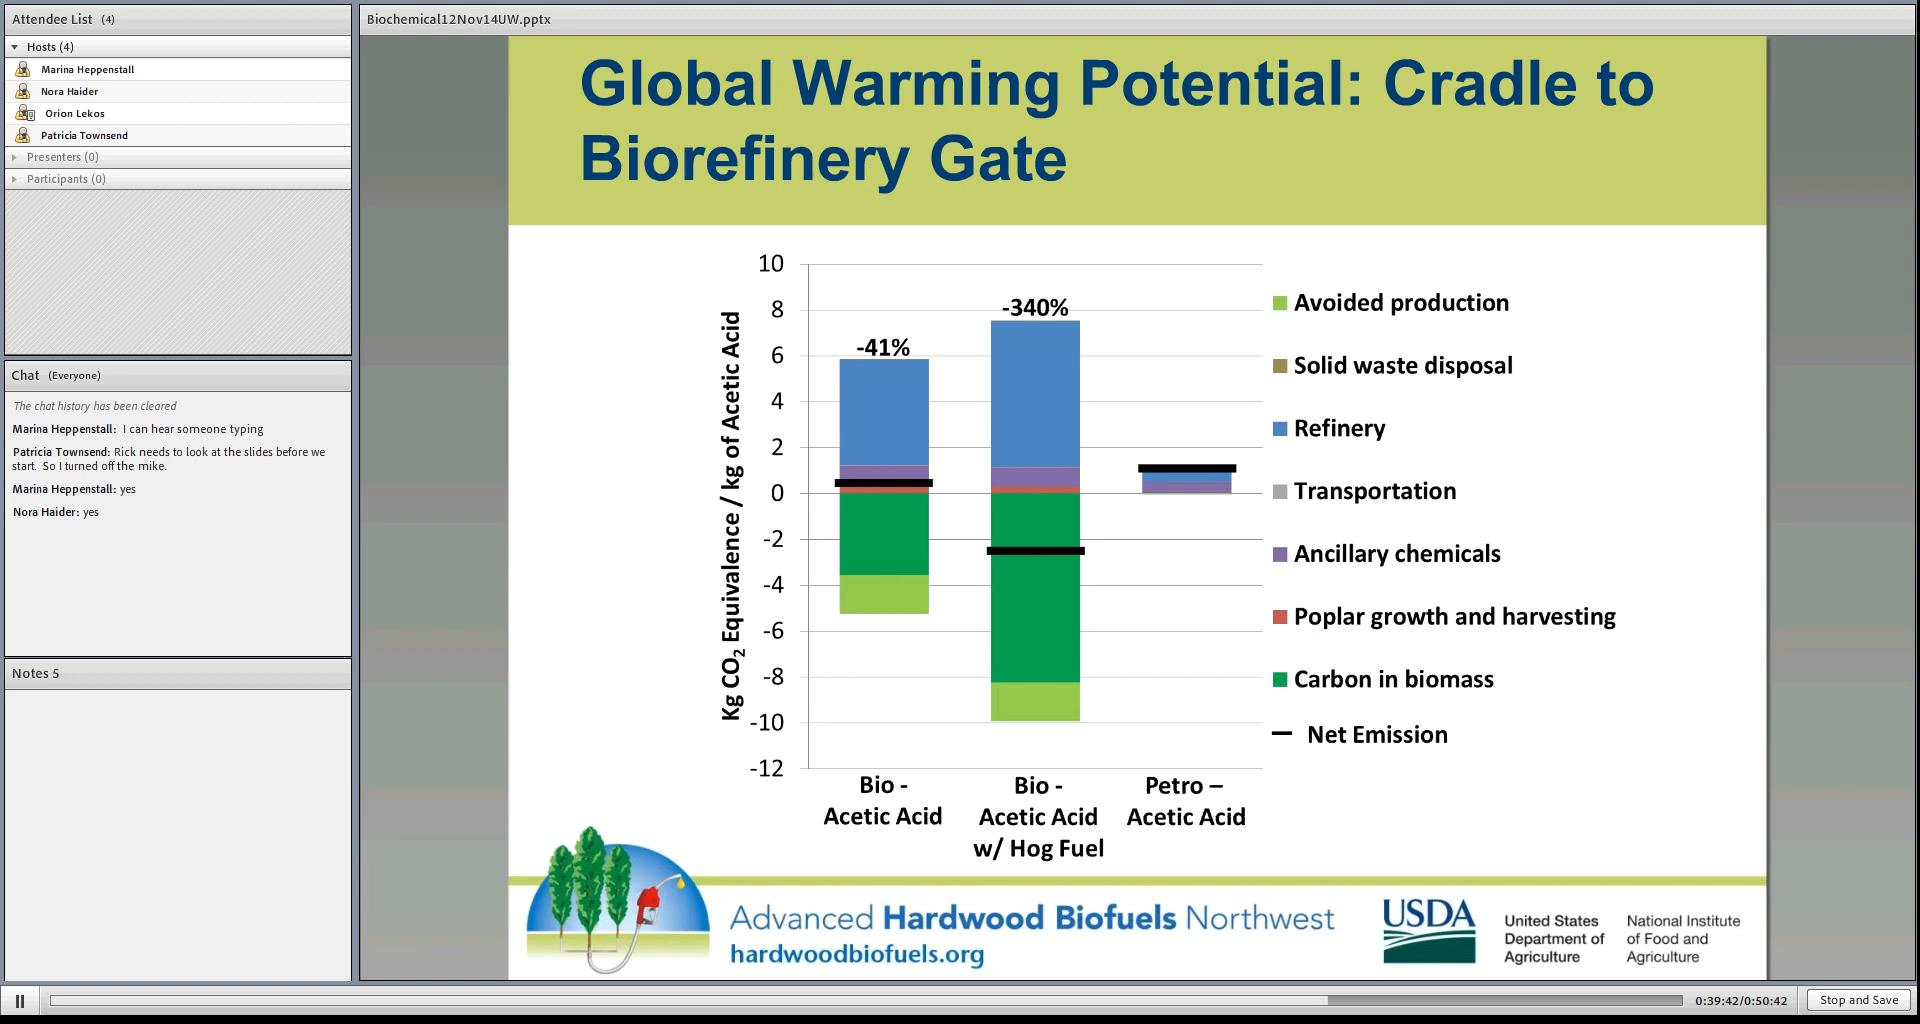 Attendee List (4)
Hosts (4)
Marina Heppenstall
Nora Haider
Orion Lekos
Patricia Townsend
Presenters (0)
Participants (0)
Chat (Everyone)
The chat history has been cleared
Marina Heppenstall: I can hear someone typing
Patricia Townsend: Rick needs to look at the slides before we
start. So I turned off the mike.
Marina Heppenstall: yes
Nora Haider: yes
Notes 5
Biochemical12Nov14UW.pptx
Global Warming Potential: Cradle to
Biorefinery Gate
Kg CO2 Equivalence / kg of Acetic Acid
10
8
6
4
2
0
-2
-4
-6
-8
-10
-12
-41%
-340%
Bio -
Acetic Acid
Bio -
Acetic Acid
w/ Hog Fuel
Petro –
Acetic Acid
Avoided production
Solid waste disposal
Refinery
Transportation
Ancillary chemicals
Poplar growth and harvesting
Carbon in biomass
Net Emission
Advanced Hardwood Biofuels Northwest
hardwoodbiofuels.org
USDA
United States
Department of
Agriculture
National Institute
of Food and
Agriculture
0:39:42/0:50:42
Stop and Save